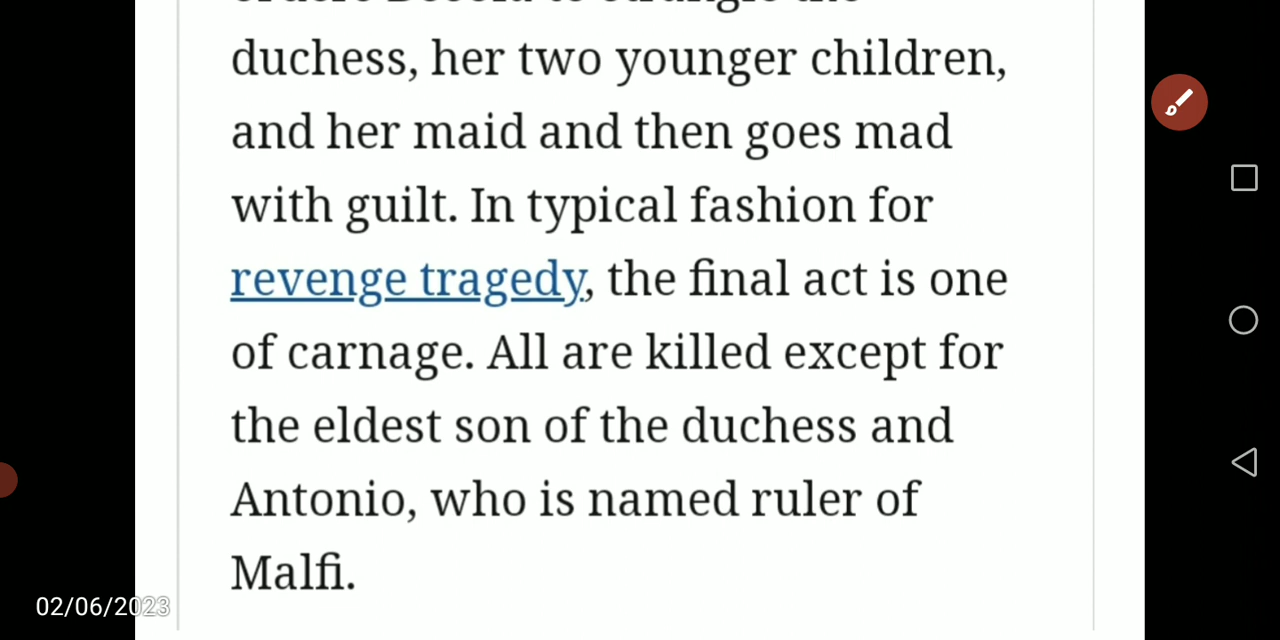 duchess, her two younger children,
and her maid and then goes mad
with guilt. In typical fashion for
revenge tragedy, the final act is one
of carnage. All are killed except for
the eldest son of the duchess and
Antonio, who is named ruler of
Malfi.
02/06/2023